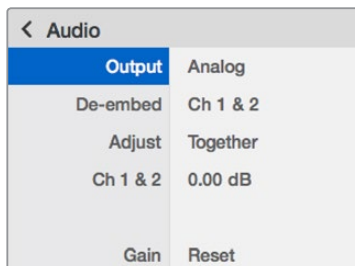 < Audio
Output Analog
De-embed Ch 1 & 2
Adjust Together
Ch 1 & 2 0.00 dB
Gain Reset